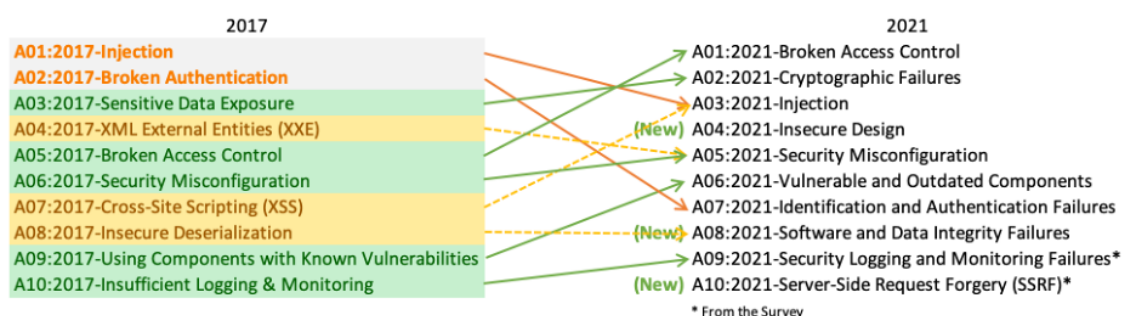 2017
A01:2017-Injection
A02:2017-Broken Authentication
A03:2017-Sensitive Data Exposure
A04:2017-XML External Entities (XXE)
A05:2017-Broken Access Control
A06:2017-Security Misconfiguration
A07:2017-Cross-Site Scripting (XSS)
A08:2017-Insecure Deserialization
A09:2017-Using Components with Known Vulnerabilities
A10:2017-Insufficient Logging & Monitoring
2021
A01:2021-Broken Access Control
A02:2021-Cryptographic Failures
A03:2021-Injection
(New) A04:2021-Insecure Design
A05:2021-Security Misconfiguration
A06:2021-Vulnerable and Outdated Components
A07:2021-Identification and Authentication Failures
(New) A08:2021-Software and Data Integrity Failures
A09:2021-Security Logging and Monitoring Failures*
(New) A10:2021-Server-Side Request Forgery (SSRF)*
* From the Survey